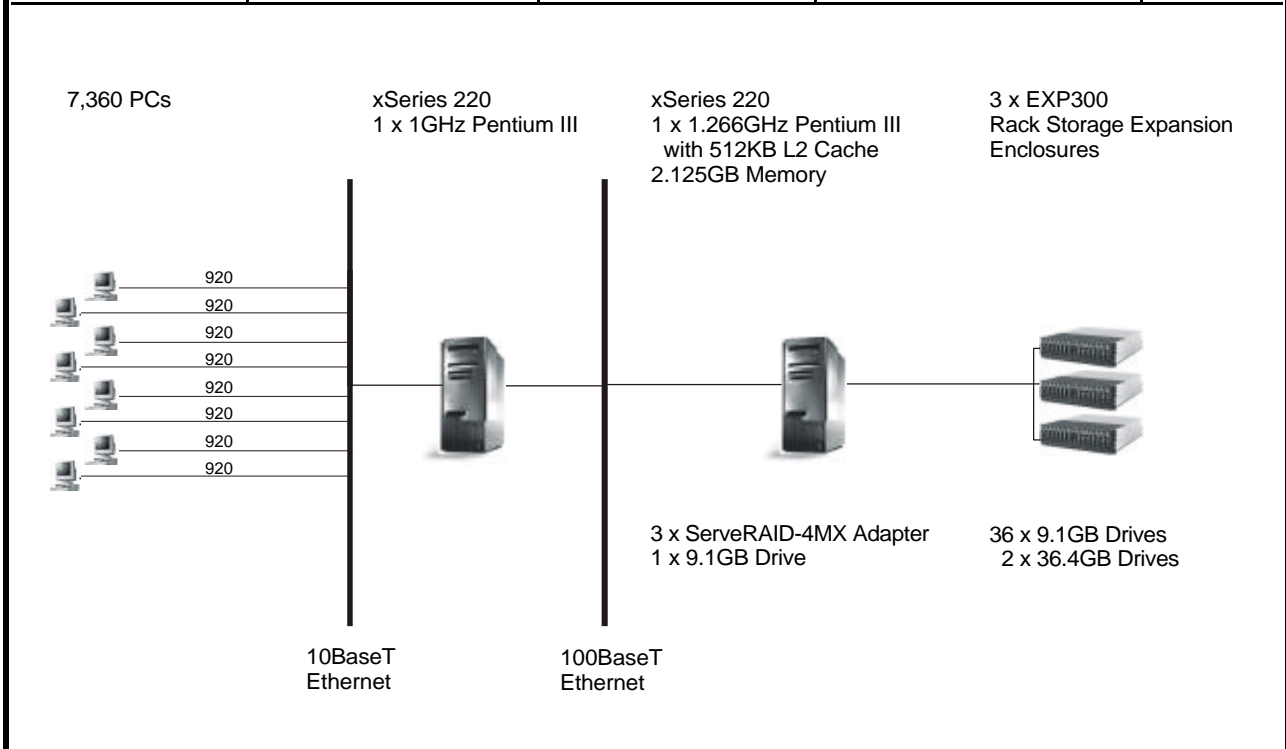 7,360 PCs
xSeries 220
1 x 1GHz Pentium III
xSeries 220
1 x 1.266GHz Pentium III
with 512KB L2 Cache
2.125GB Memory
3 x EXP300
Rack Storage Expansion
Enclosures
920
920
920
920
920
920
920
920
3 x ServeRAID-4MX Adapter
1 x 9.1GB Drive
36 x 9.1GB Drives
2 x 36.4GB Drives
10BaseT
Ethernet
100BaseT
Ethernet